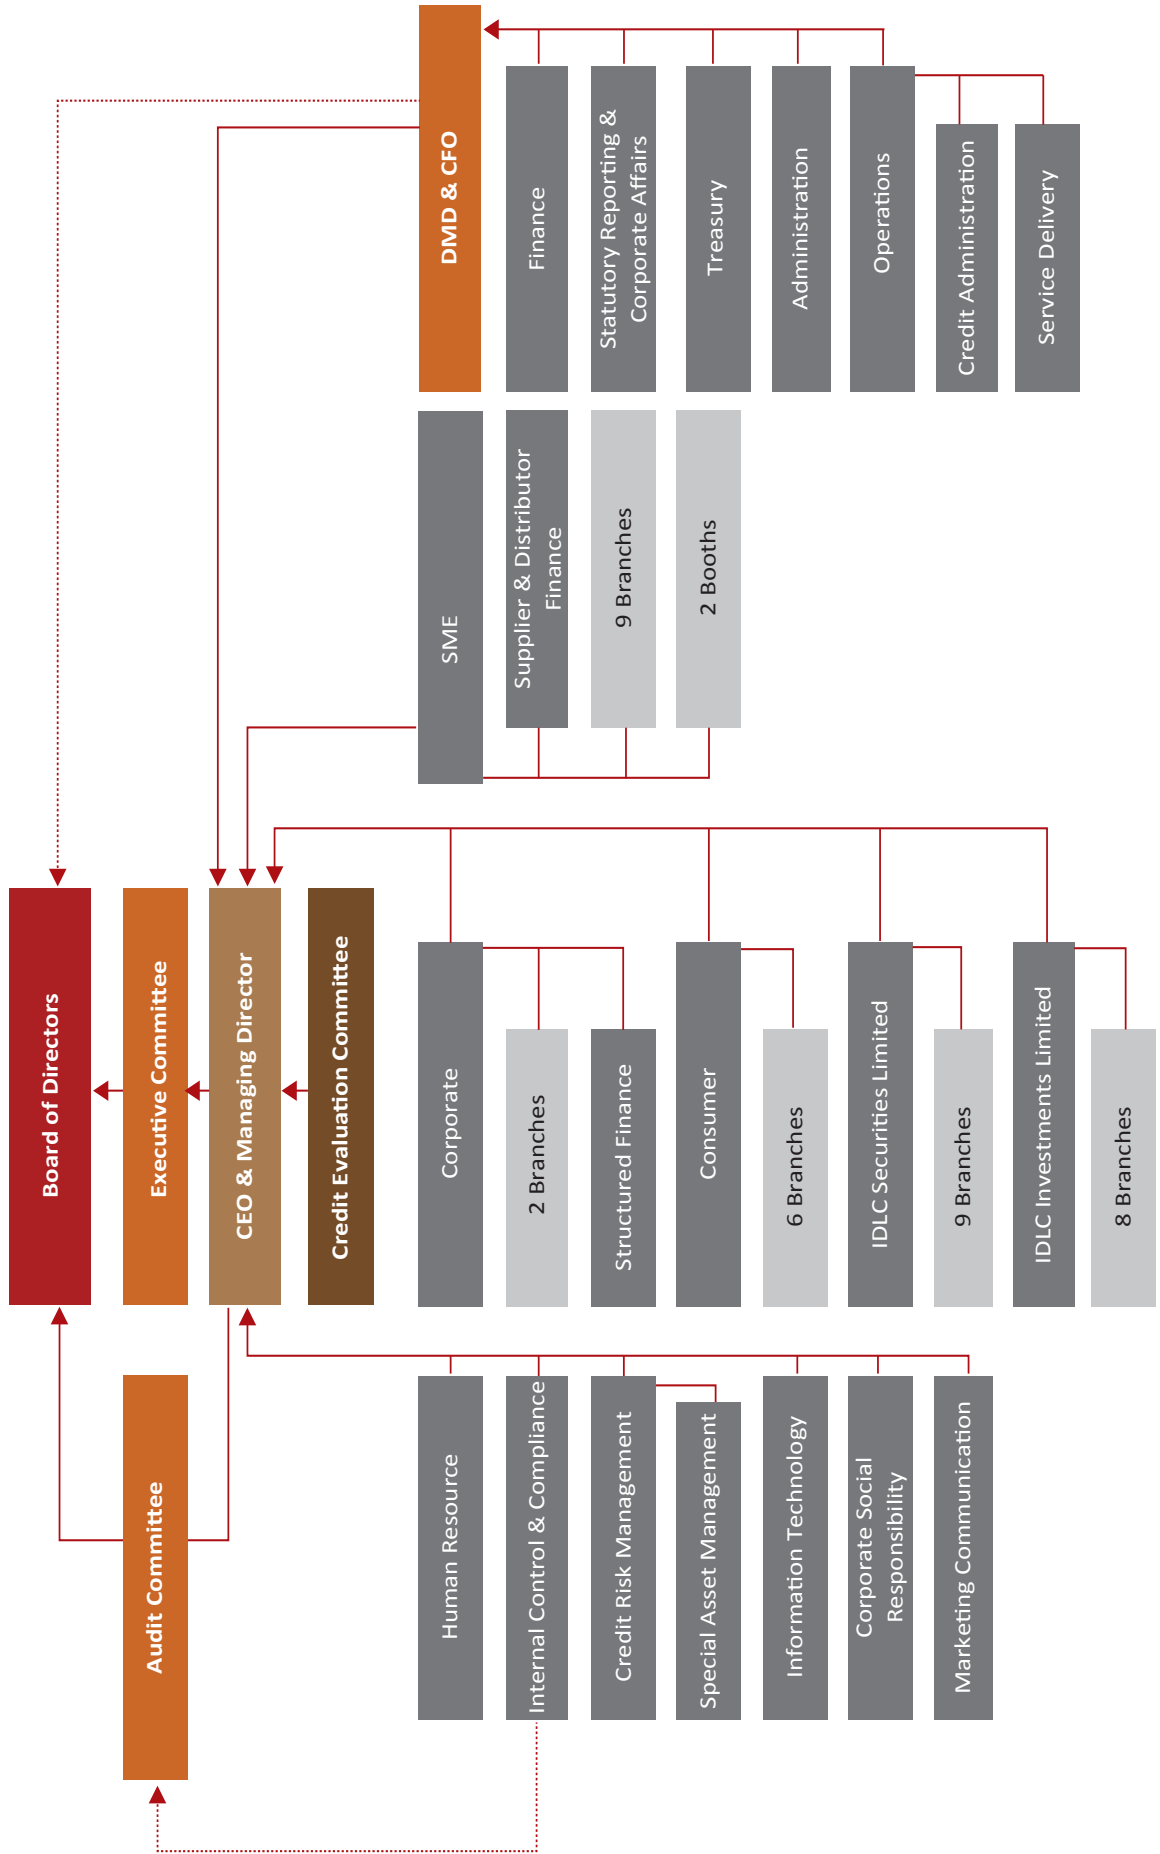 Board of Directors
Audit Committee
Executive Committee
CEO & Managing Director
Credit Evaluation Committee
Human Resource
Internal Control & Compliance
Credit Risk Management
Special Asset Management
Information Technology
Corporate Social
Responsibility
Marketing Communication
Corporate
2 Branches
Structured Finance
Consumer
6 Branches
IDLC Securities Limited
9 Branches
IDLC Investments Limited
8 Branches
SME
Supplier & Distributor
Finance
9 Branches
2 Booths
DMD & CFO
Finance
Statutory Reporting &
Corporate Affairs
Treasury
Administration
Operations
Credit Administration
Service Delivery